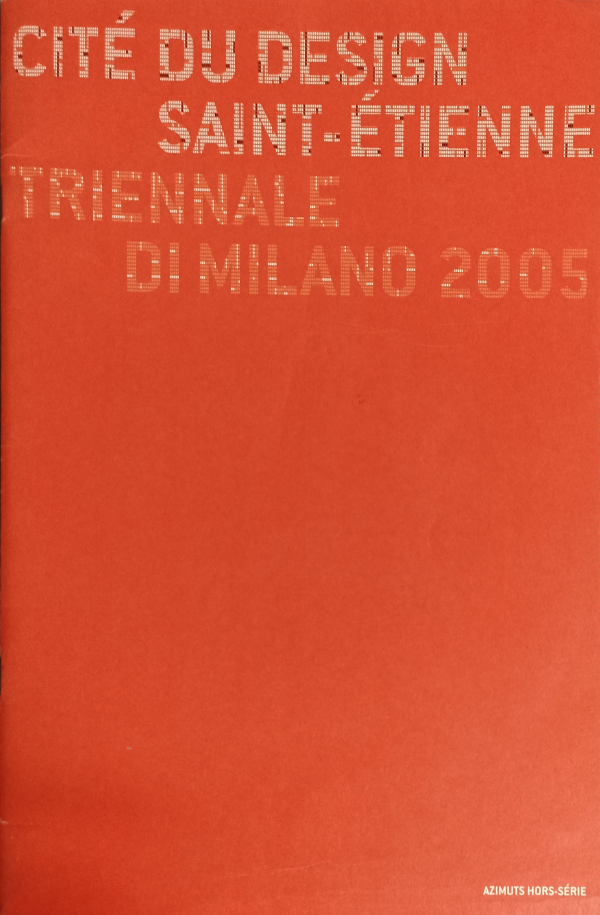 CITÉ DU DESIGN
SAINT-ÉTIENNE
TRIENNALE
DI MILANO 2005
AZIMUTS HORS-SÉRIE